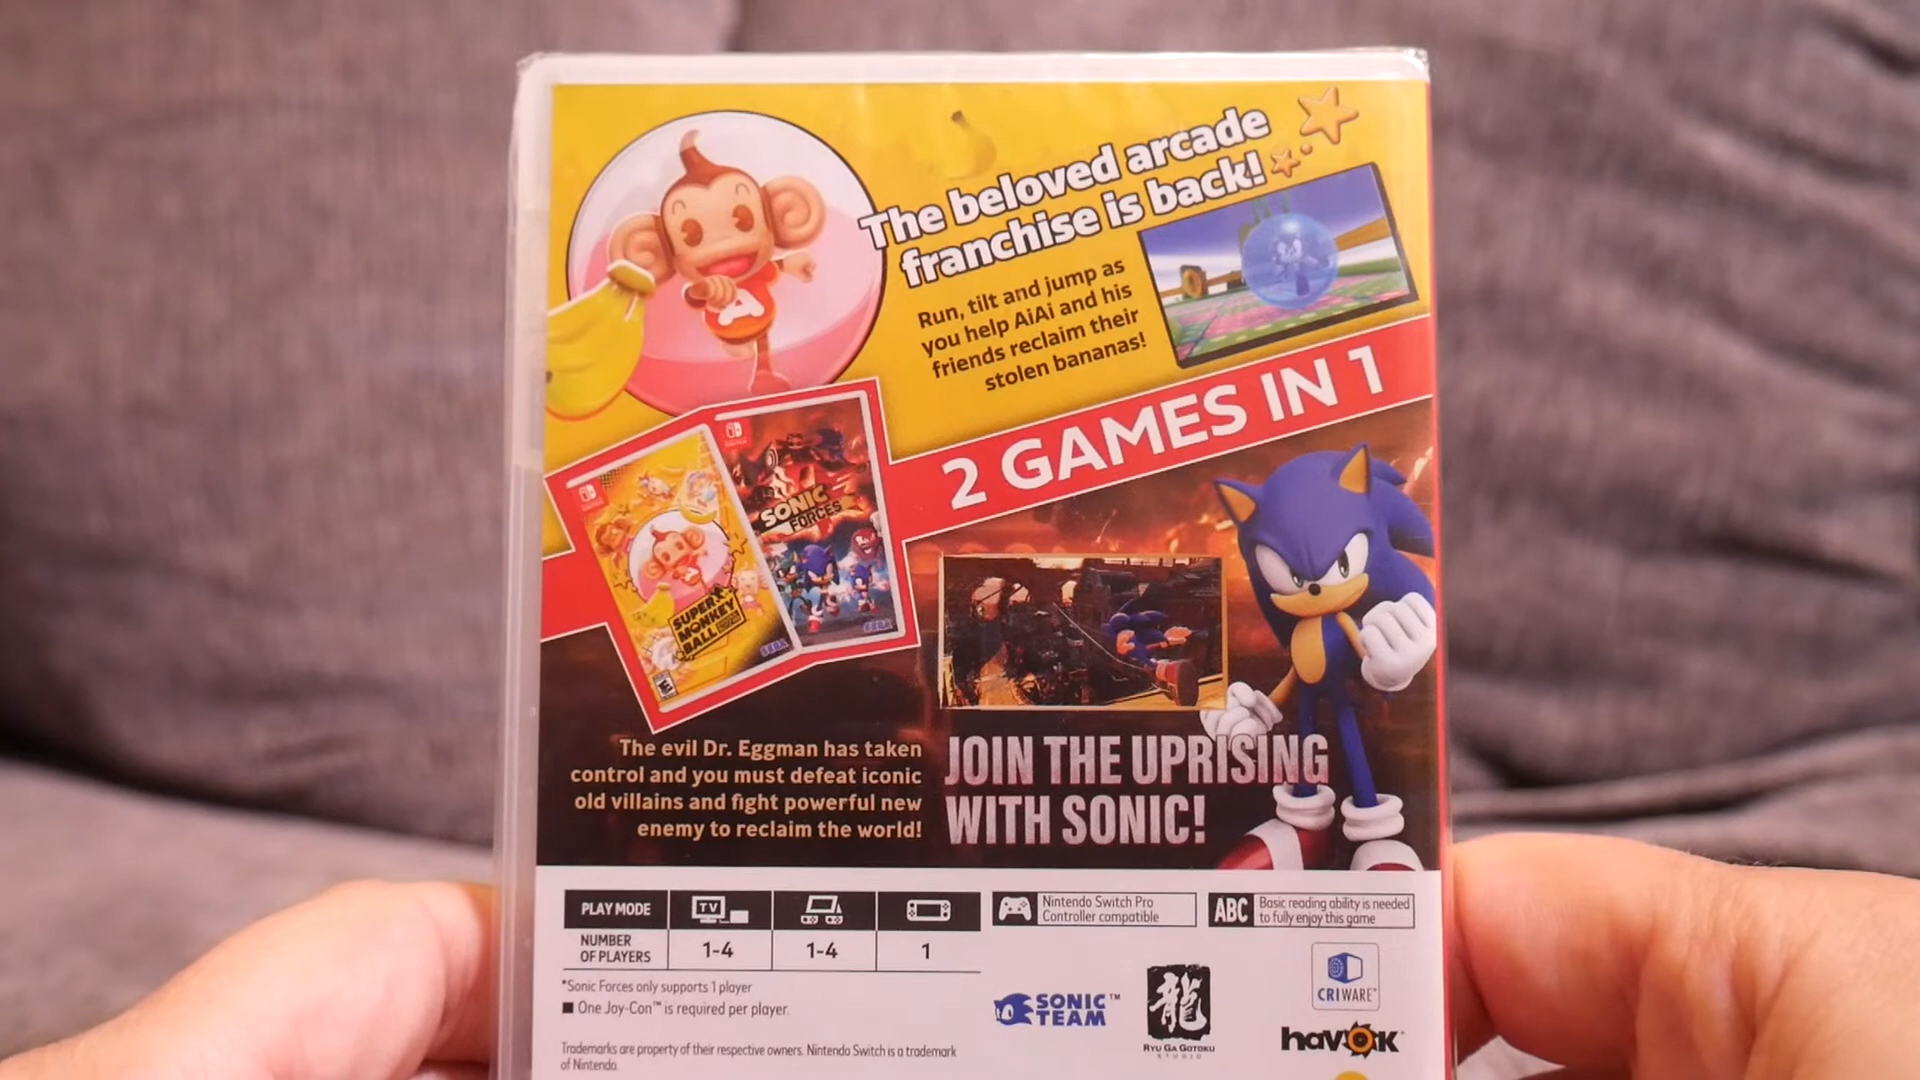 The beloved arcade
franchise is back!
Run, tilt and jump as
you help AiAi and his
friends reclaim their
stolen bananas!
A
2 GAMES IN 1
SONIC
FORCES
SEGA
SUPER
MONKEY
BALL
SEGA
E
The evil Dr. Eggman has taken
control and you must defeat iconic
old villains and fight powerful new
enemy to reclaim the world!
JOIN THE UPRISING
WITH SONIC!
PLAY MODE
TV
NUMBER
OF PLAYERS
1-4
1-4
1
Nintendo Switch Pro
Controller compatible
ABC
Basic reading ability is needed
to fully enjoy this game
*Sonic Forces only supports 1 player
■ One Joy-Con™ is required per player.
SONIC
TEAM™
龍
RYU GA GOTOKU
STUDIO
CRIWARE™
havok™
Trademarks are property of their respective owners. Nintendo Switch is a trademark
of Nintendo.